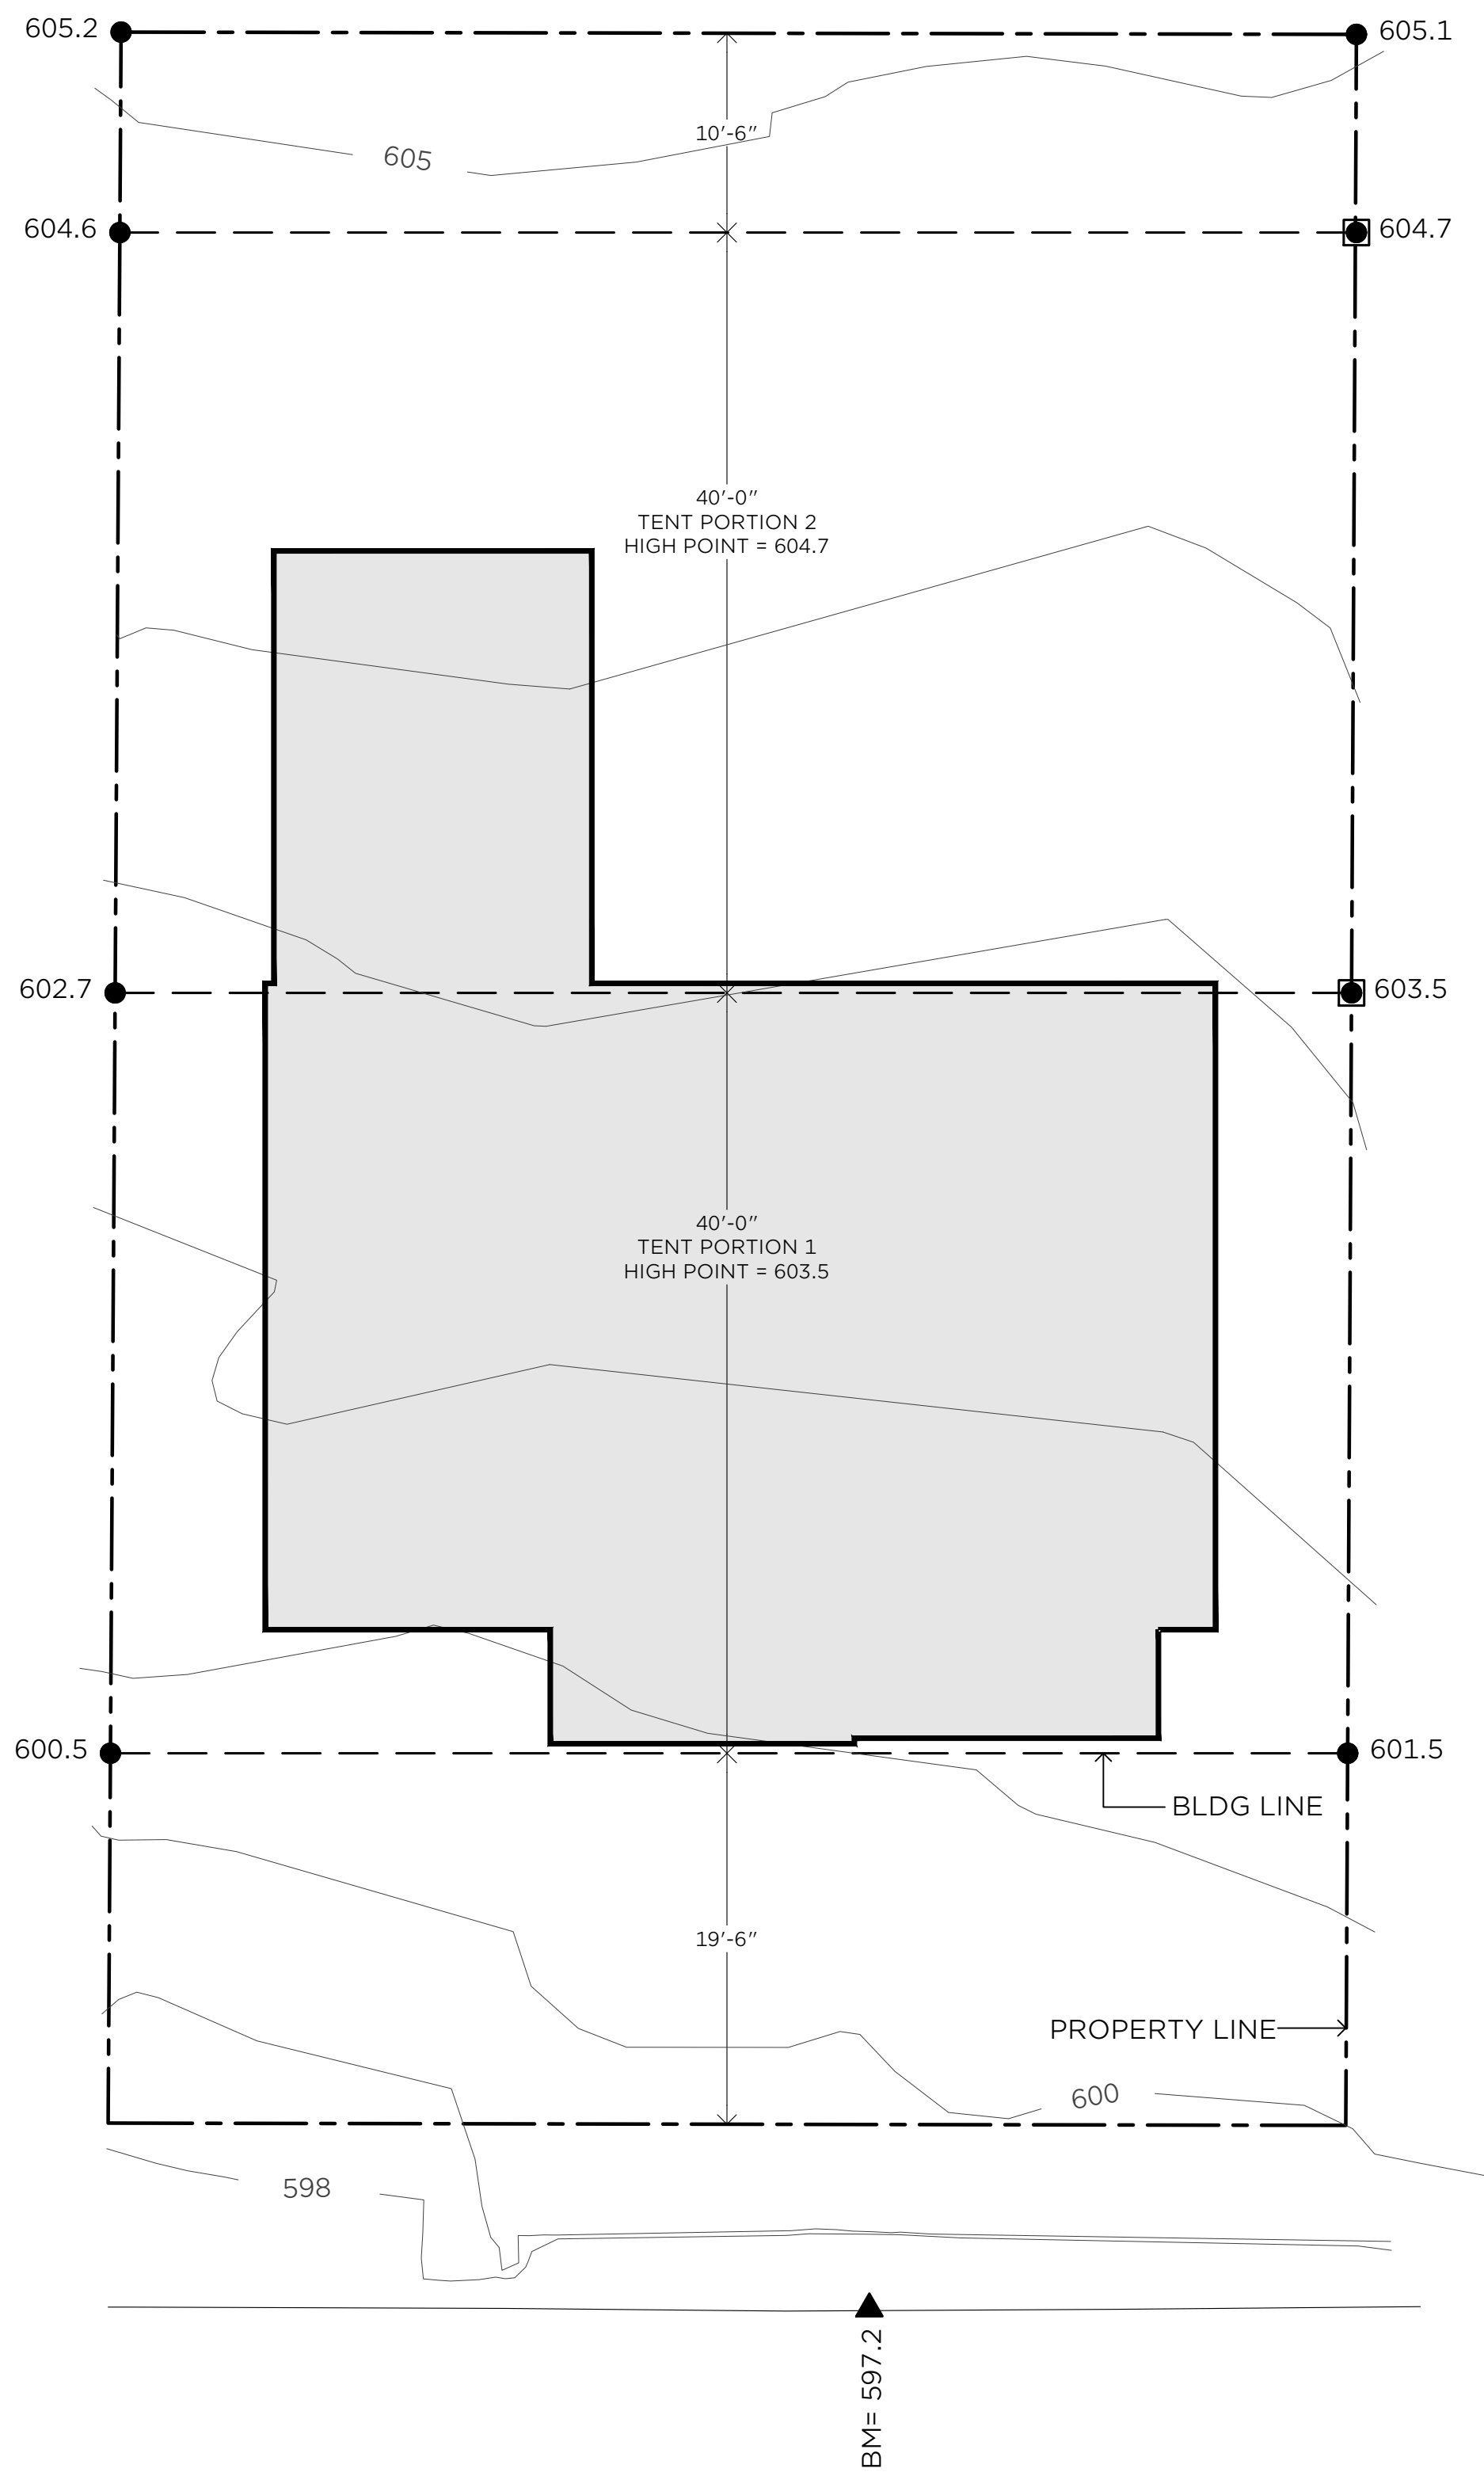 605.2
605.1
10'-6"
605
604.6
604.7
40'-0"
TENT PORTION 2
HIGH POINT = 604.7
602.7
603.5
40'-0"
TENT PORTION 1
HIGH POINT = 603.5
600.5
601.5
BLDG LINE
19'-6"
PROPERTY LINE
600
598
BM= 597.2